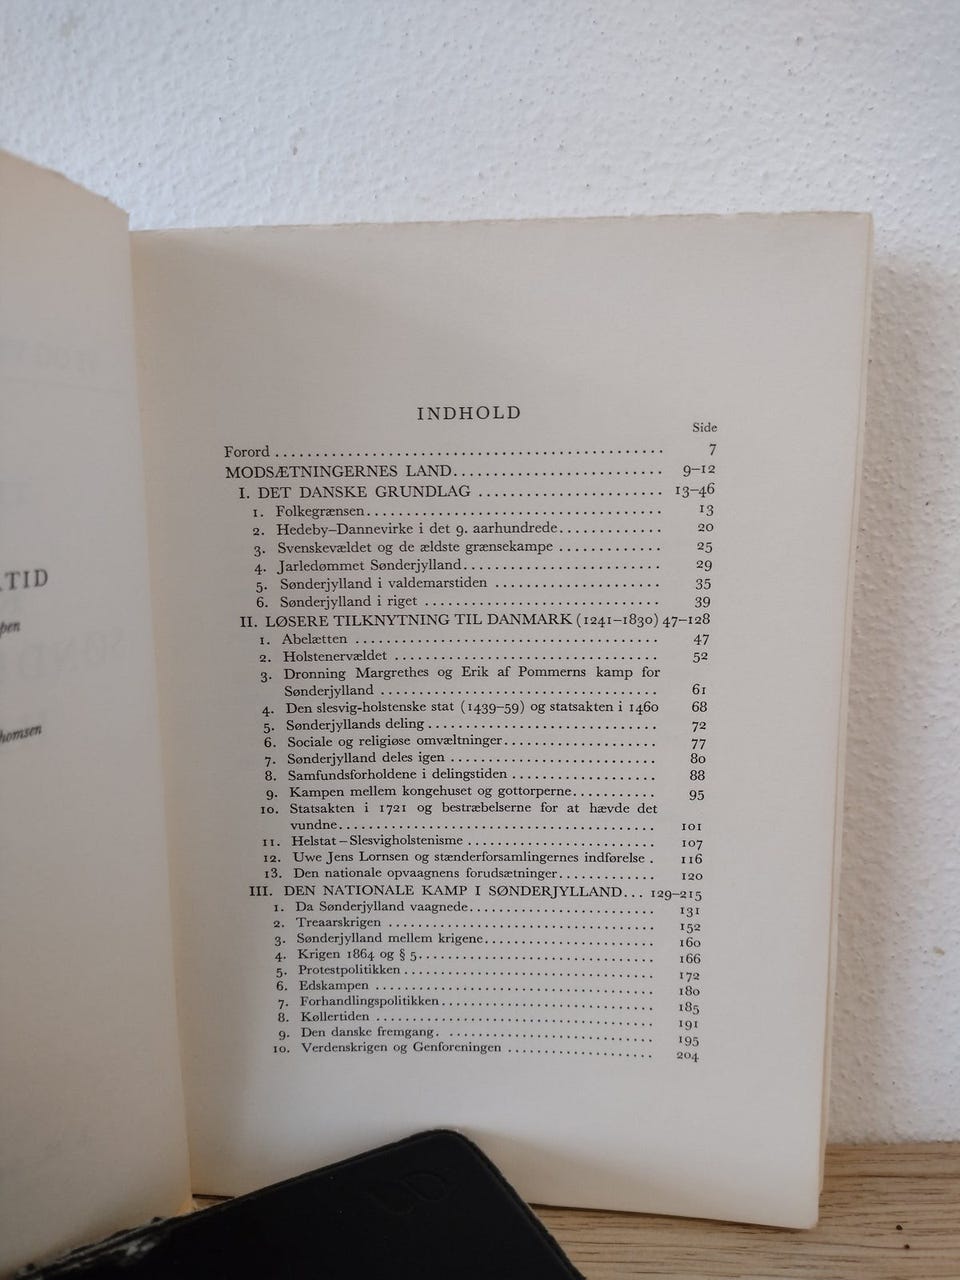 TID
pen
homsen
INDHOLD
Side
Forord ........................................ 7
MODSÆTNINGERNES LAND........................ 9–12
I. DET DANSKE GRUNDLAG ...................... 13–46
1. Folkegrænsen................................ 13
2. Hedeby–Dannevirke i det 9. aarhundrede............. 20
3. Svenskevældet og de ældste grænsekampe ............. 25
4. Jarledømmet Sønderjylland......................... 29
5. Sønderjylland i valdemarstiden ..................... 35
6. Sønderjylland i riget ............................. 39
II. LØSERE TILKNYTNING TIL DANMARK (1241–1830) 47–128
1. Abelætten ...................................... 47
2. Holstenervældet ................................. 52
3. Dronning Margrethes og Erik af Pommerns kamp for
Sønderjylland ................................... 61
4. Den slesvig-holstenske stat (1439–59) og statsakten i 1460 68
5. Sønderjyllands deling ............................. 72
6. Sociale og religiøse omvæltninger.................... 77
7. Sønderjylland deles igen ........................... 80
8. Samfundsforholdene i delingstiden ................... 88
9. Kampen mellem kongehuset og gottorperne........... 95
10. Statsakten i 1721 og bestræbelserne for at hævde det
vundne......................................... 101
11. Helstat–Slesvigholstenisme ........................ 107
12. Uwe Jens Lornsen og stænderforsamlingernes indførelse . 116
13. Den nationale opvaagnens forudsætninger............. 120
III. DEN NATIONALE KAMP I SØNDERJYLLAND... 129–215
1. Da Sønderjylland vaagnede......................... 131
2. Treaarskrigen ................................... 152
3. Sønderjylland mellem krigene....................... 160
4. Krigen 1864 og § 5............................... 166
5. Protestpolitikken ................................. 172
6. Edskampen ..................................... 180
7. Forhandlingspolitikken............................. 185
8. Køllertiden ..................................... 191
9. Den danske fremgang. ............................. 195
10. Verdenskrigen og Genforeningen .................... 204